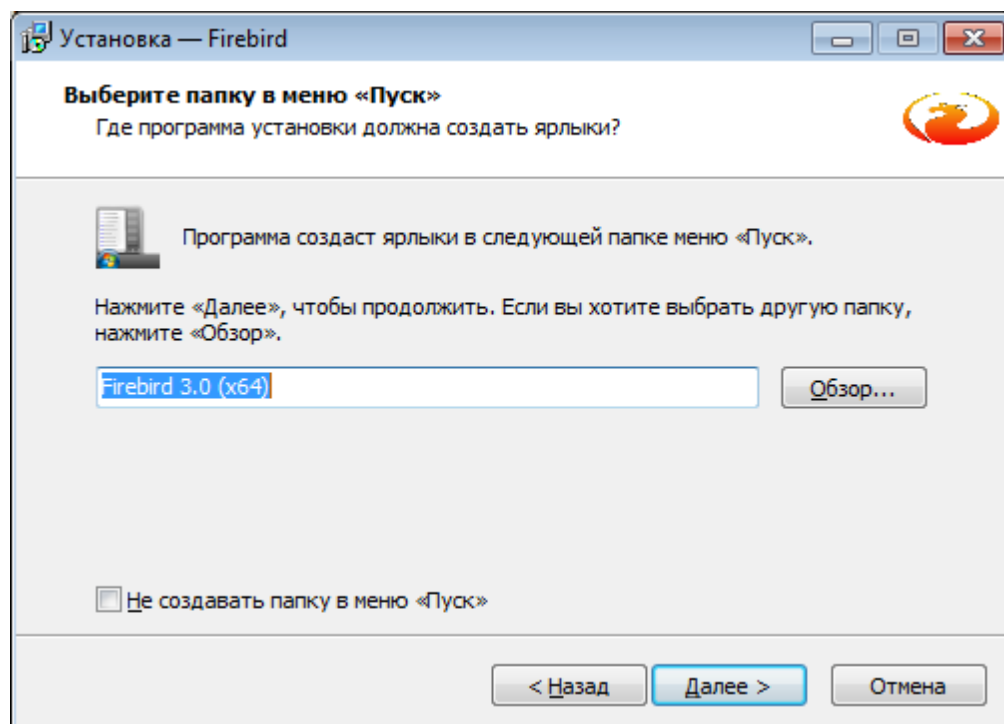 Установка — Firebird
Выберите папку в меню «Пуск»
Где программа установки должна создать ярлыки?
Программа создаст ярлыки в следующей папке меню «Пуск».
Нажмите «Далее», чтобы продолжить. Если вы хотите выбрать другую папку,
нажмите «Обзор».
Firebird 3.0 (x64)
Обзор...
Не создавать папку в меню «Пуск»
< Назад
Далее >
Отмена